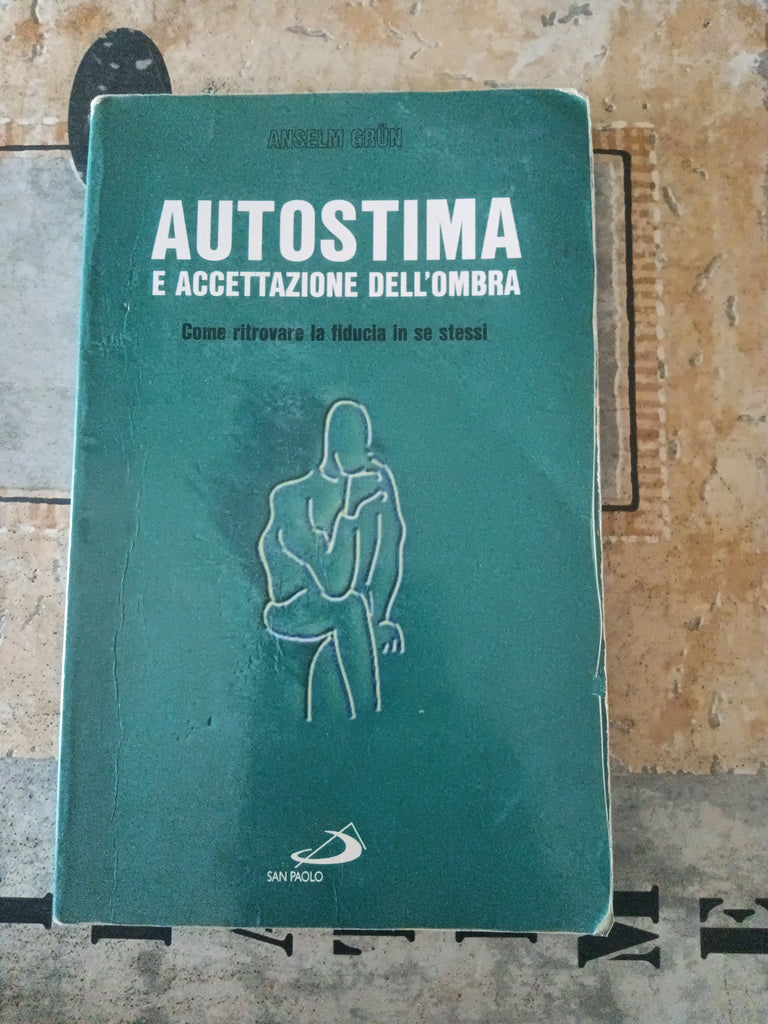 ANSELM GRÜN
AUTOSTIMA
E ACCETTAZIONE DELL'OMBRA
Come ritrovare la fiducia in se stessi
SAN PAOLO